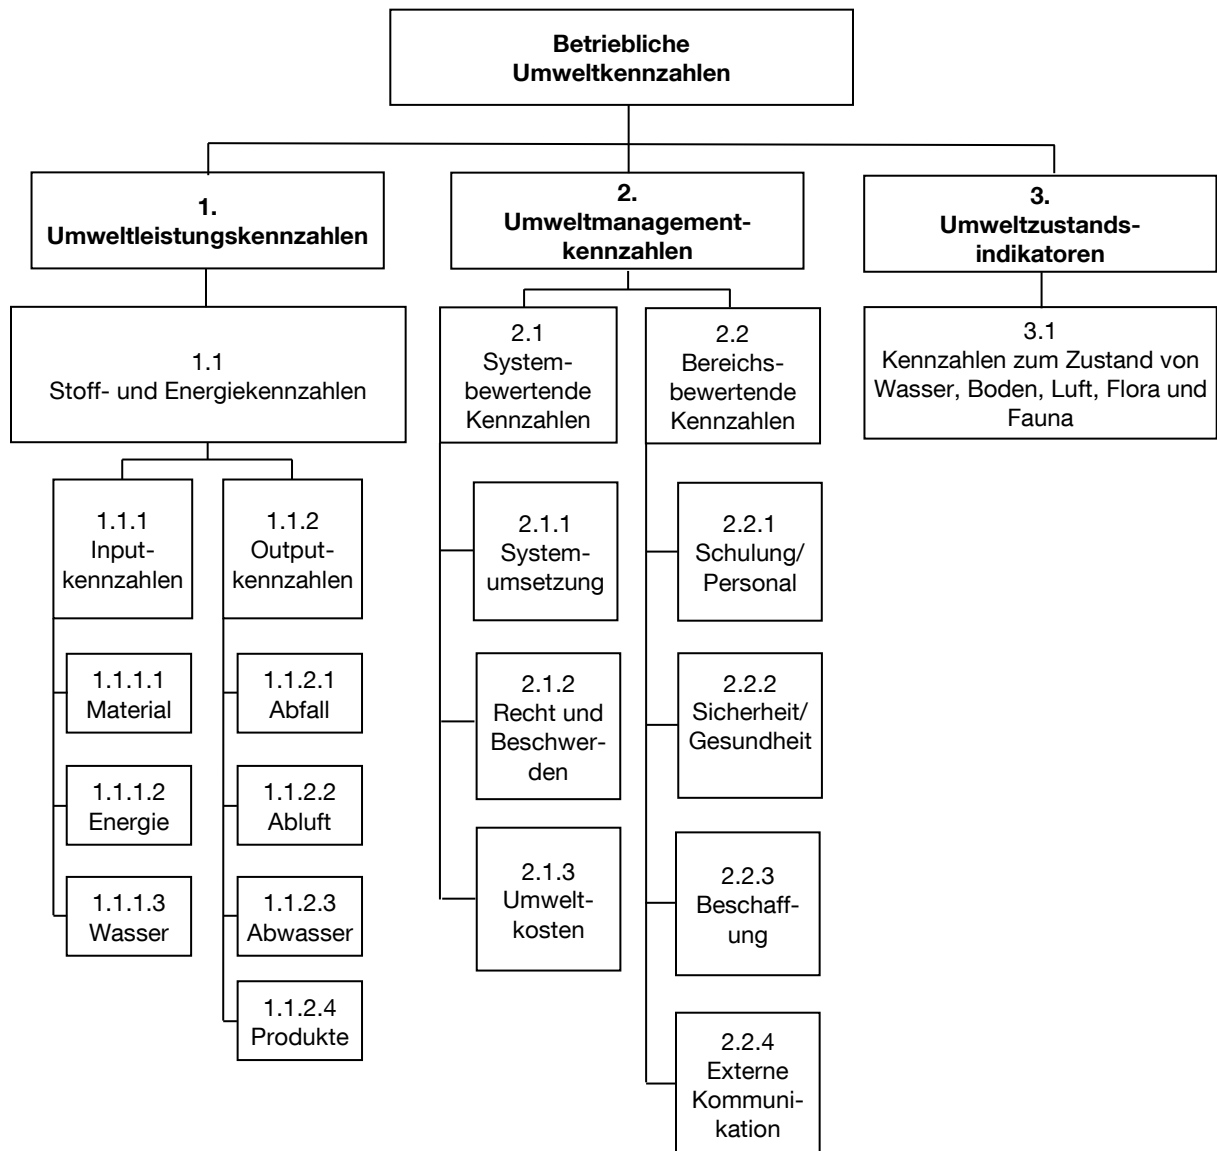 Betriebliche
Umweltkennzahlen
1.
Umweltleistungskennzahlen
2.
Umweltmanagement-
kennzahlen
3.
Umweltzustands-
indikatoren
1.1
Stoff- und Energiekennzahlen
2.1
System-
bewertende
Kennzahlen
2.2
Bereichs-
bewertende
Kennzahlen
3.1
Kennzahlen zum Zustand von
Wasser, Boden, Luft, Flora und
Fauna
1.1.1
Input-
kennzahlen
1.1.2
Output-
kennzahlen
2.1.1
System-
umsetzung
2.2.1
Schulung/
Personal
1.1.1.1
Material
1.1.2.1
Abfall
2.1.2
Recht und
Beschwer-
den
2.2.2
Sicherheit/
Gesundheit
1.1.1.2
Energie
1.1.2.2
Abluft
2.1.3
Umwelt-
kosten
2.2.3
Beschaff-
ung
1.1.1.3
Wasser
1.1.2.3
Abwasser
1.1.2.4
Produkte
2.2.4
Externe
Kommuni-
kation